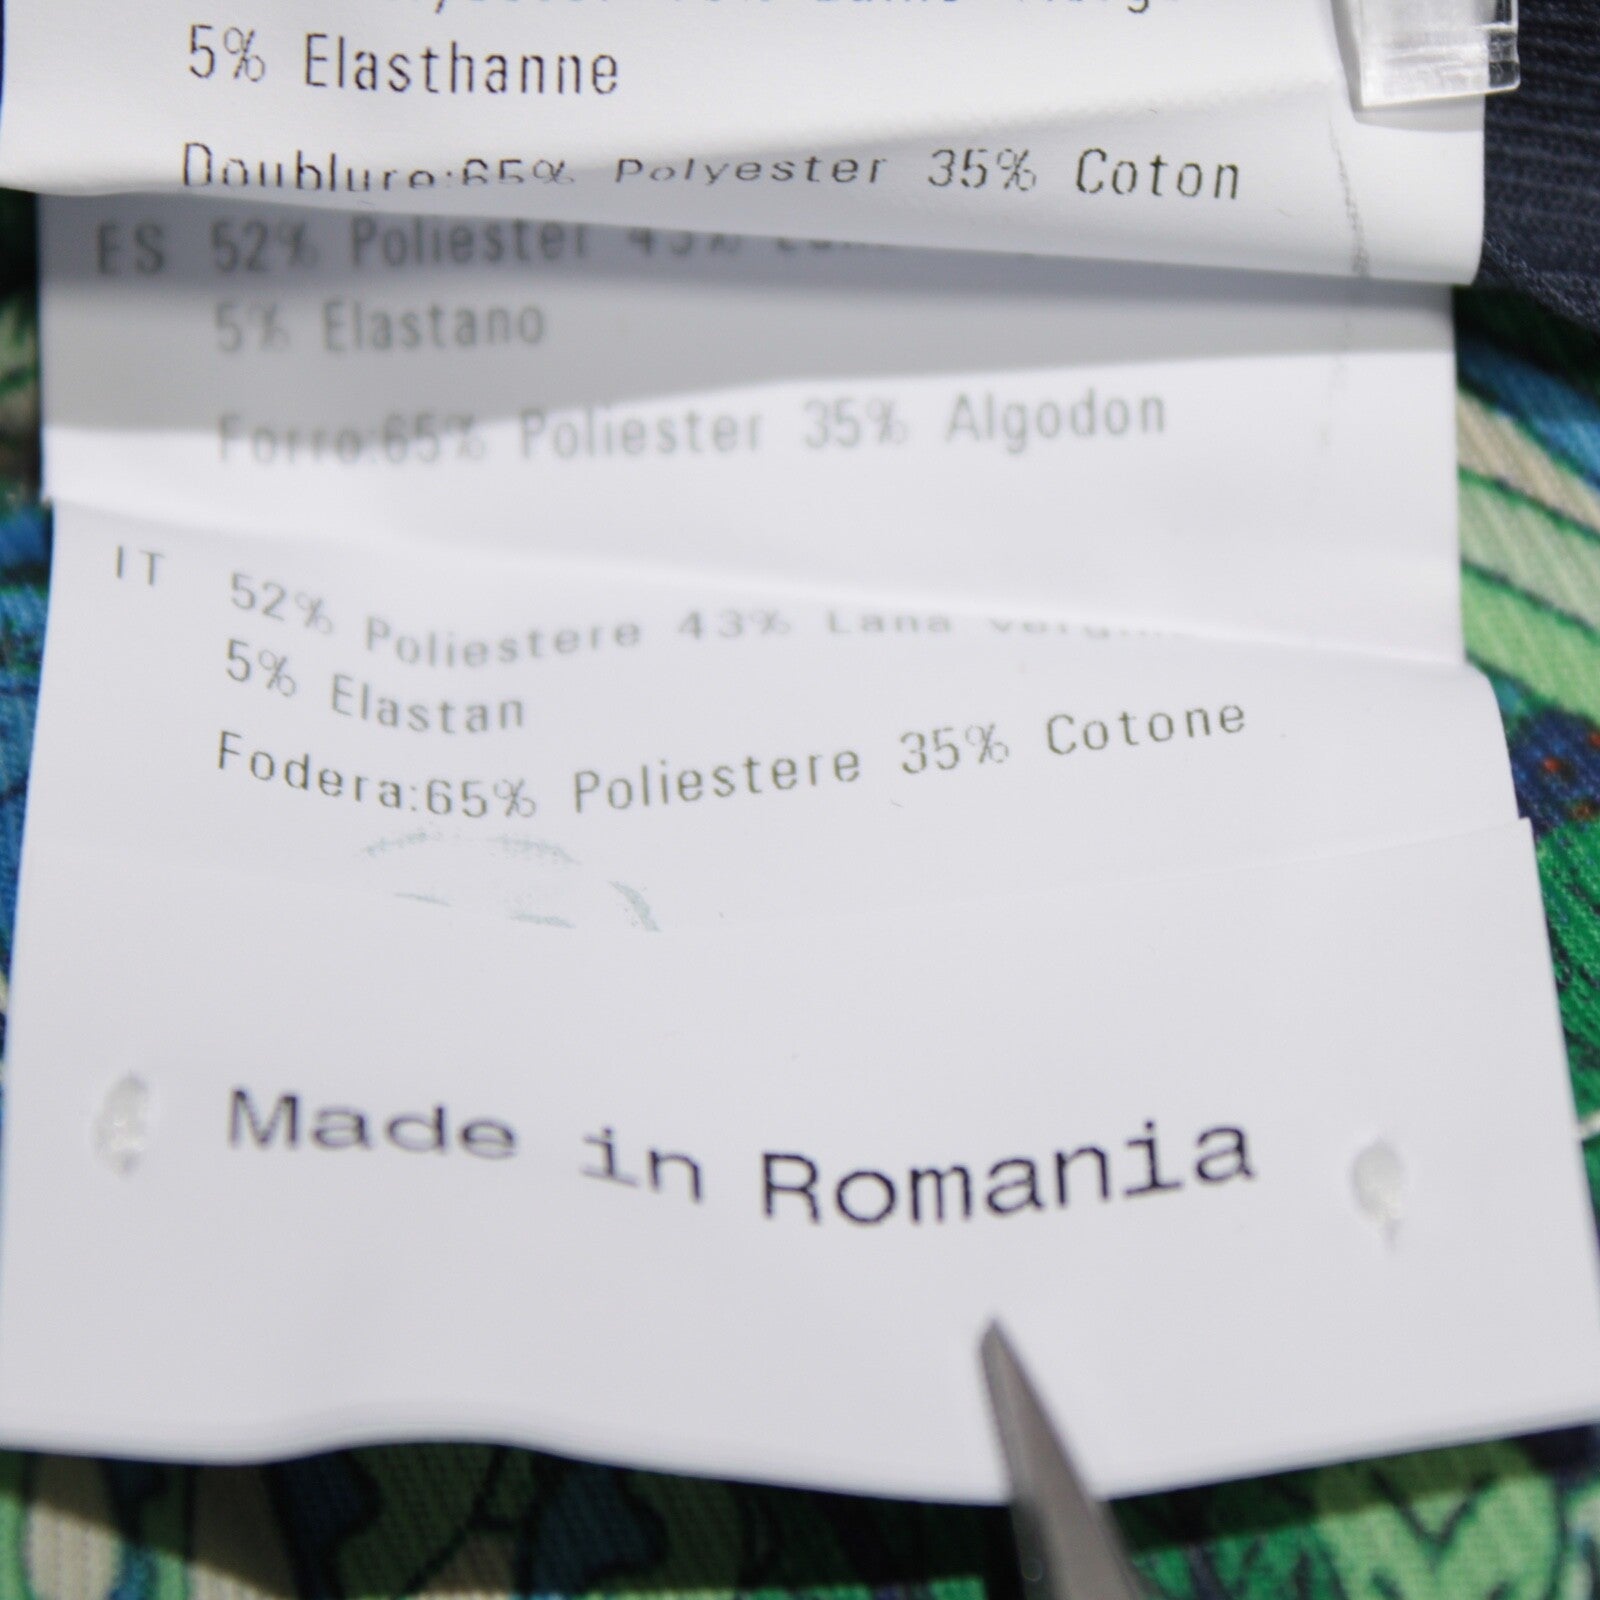 5% Elasthanne
Doublure:65% Polyester 35% Coton
ES 52% Poliester 43%
5% Elastano
Forro:65% Poliester 35% Algodon
IT 52% Poliestere 43% Lana
5% Elastan
Fodera:65% Poliestere 35% Cotone
Made in Romania